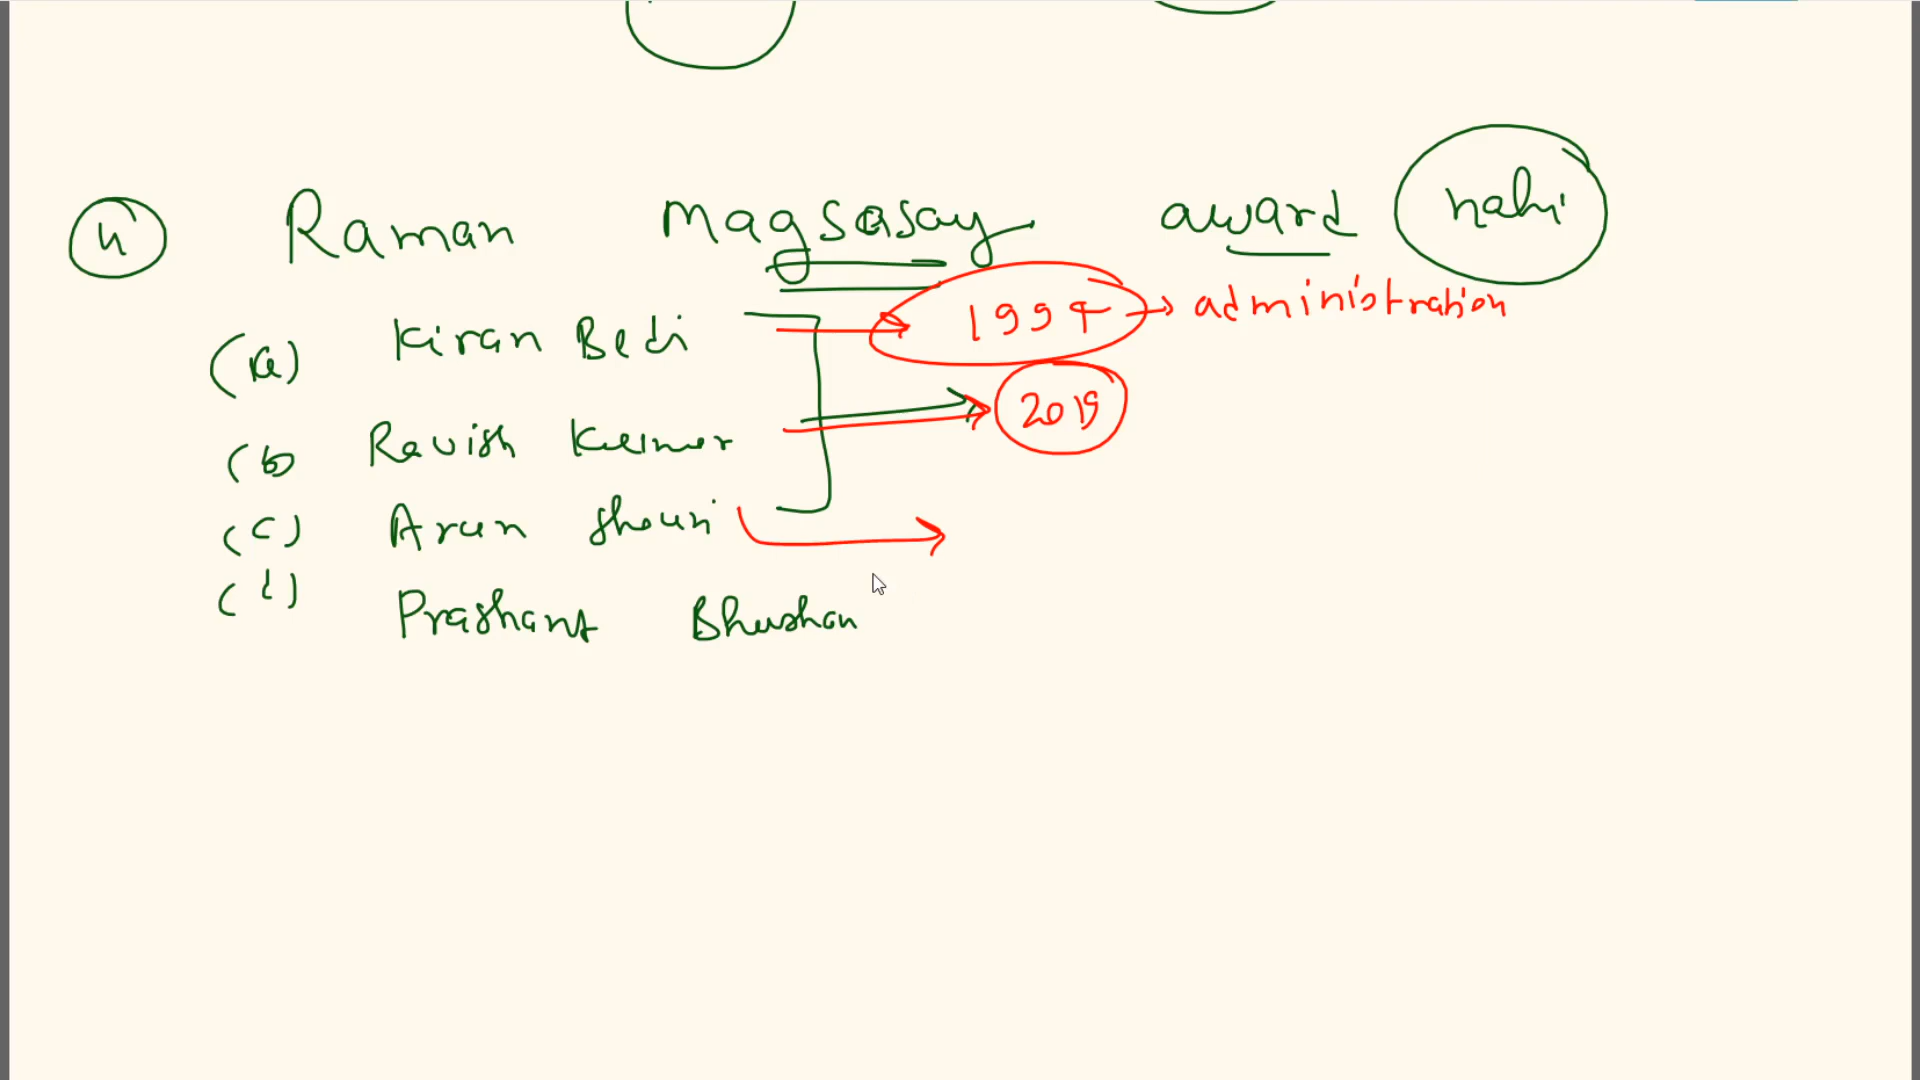 4 Raman Magsasay award nahi
(a) Kiran Bedi 1994 → administration
(b) Ravish Kumar 2019
(c) Arun Shouri
(d) Prashant Bhushan